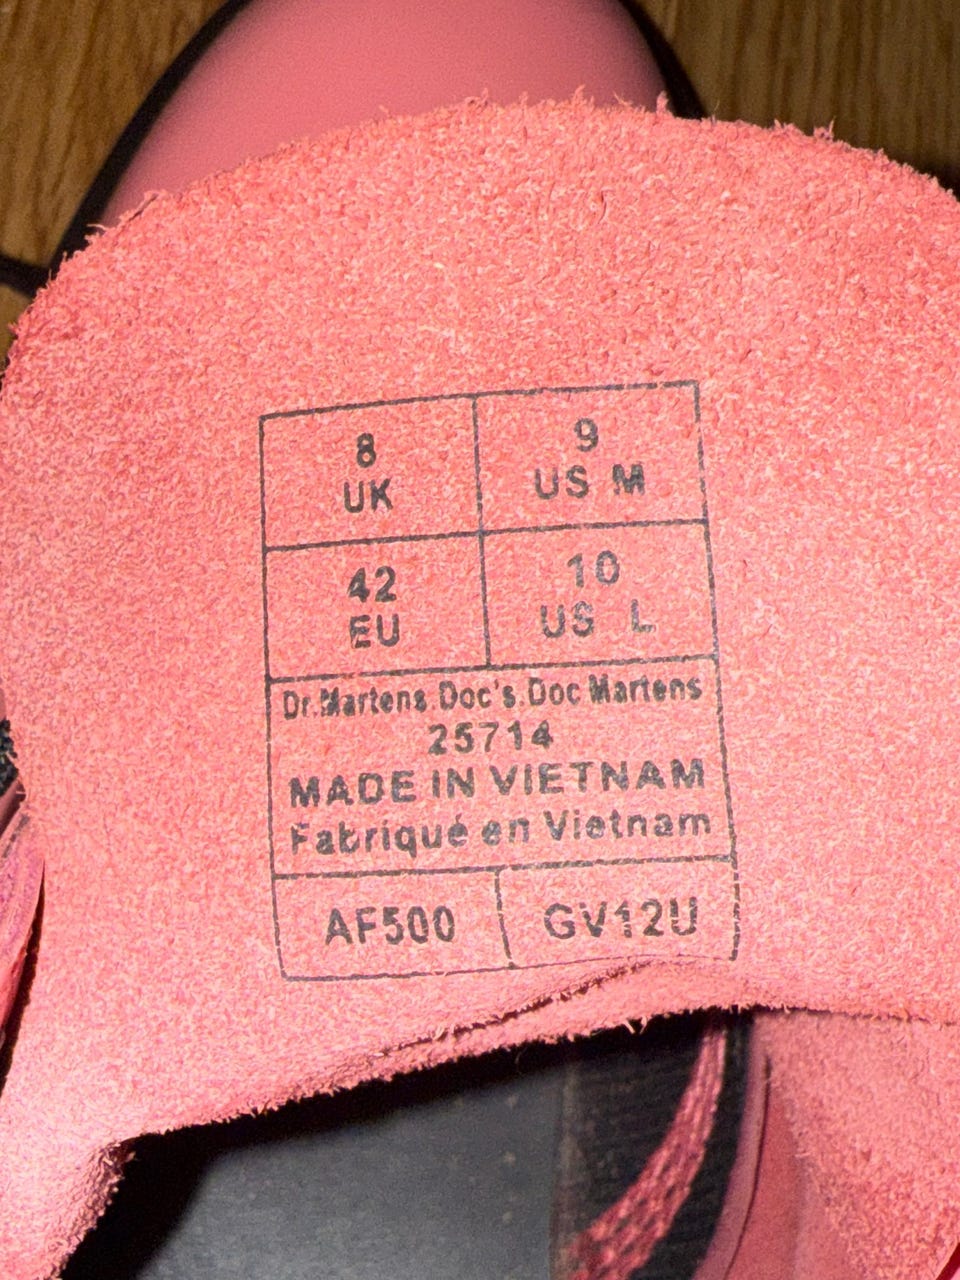 8
UK
9
US M
42
EU
10
US L
Dr.Martens.Doc's.Doc Martens
25714
MADE IN VIETNAM
Fabriqué en Vietnam
AF500
GV12U